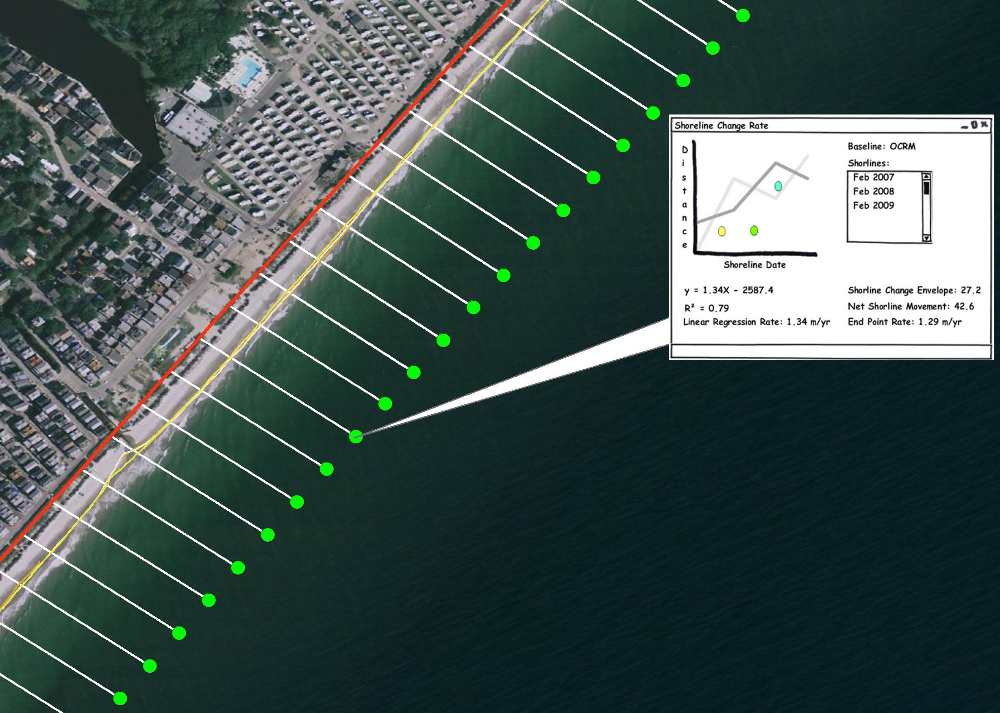 Shoreline Change Rate
Distance
Shoreline Date
Baseline: OCRM
Shorlines:
Feb 2007
Feb 2008
Feb 2009
y = 1.34X - 2587.4
R² = 0.79
Linear Regression Rate: 1.34 m/yr
Shorline Change Envelope: 27.2
Net Shorline Movement: 42.6
End Point Rate: 1.29 m/yr